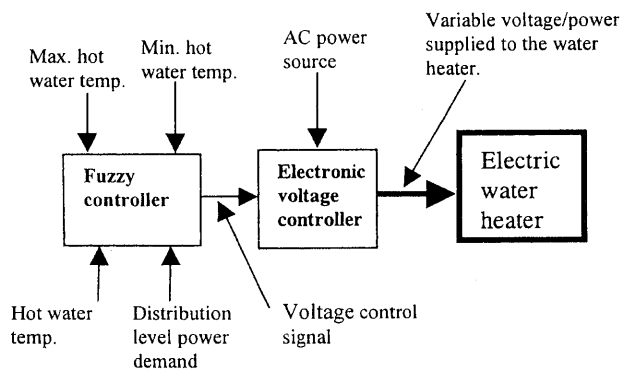 Max. hot
water temp.
Min. hot
water temp.
AC power
source
Variable voltage/power
supplied to the water
heater.
Fuzzy
controller
Electronic
voltage
controller
Electric
water
heater
Hot water
temp.
Distribution
level power
demand
Voltage control
signal